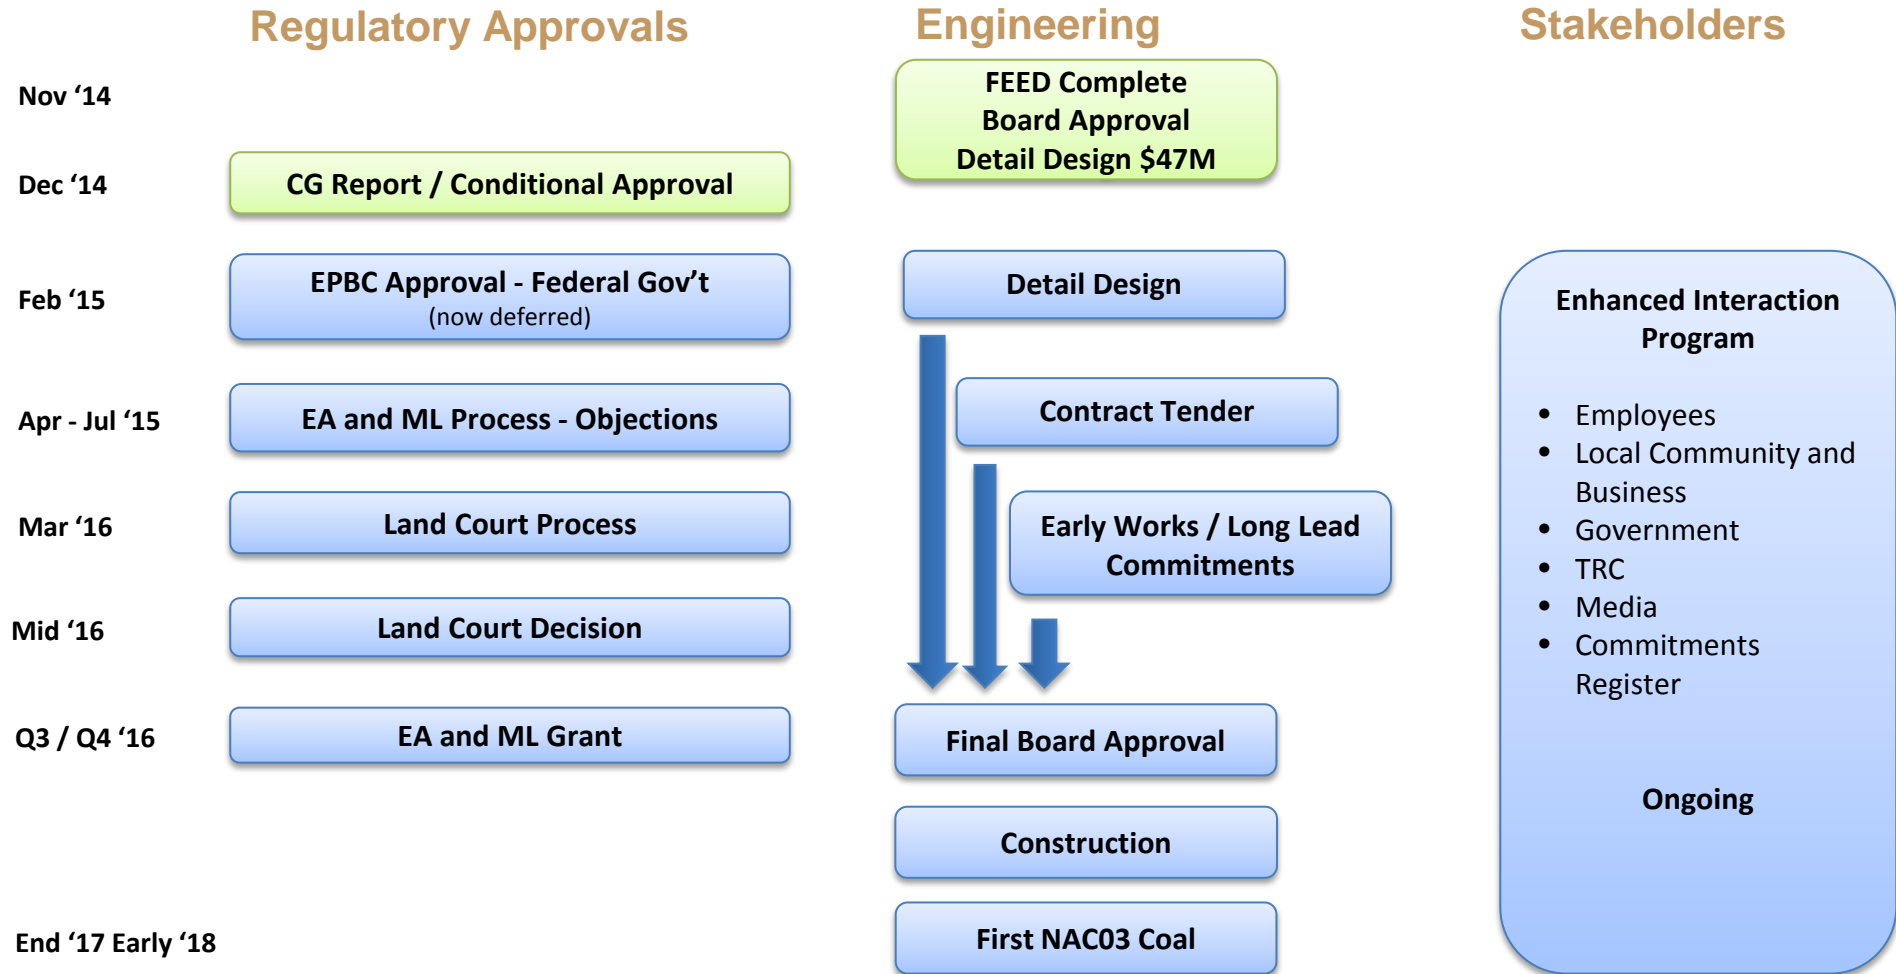 Regulatory Approvals
Engineering
Stakeholders
Nov ‘14
FEED Complete
Board Approval
Detail Design $47M
Dec ‘14
CG Report / Conditional Approval
Feb ‘15
EPBC Approval - Federal Gov’t
(now deferred)
Detail Design
Apr - Jul ‘15
EA and ML Process - Objections
Contract Tender
Mar ‘16
Land Court Process
Early Works / Long Lead
Commitments
Mid ‘16
Land Court Decision
Q3 / Q4 ‘16
EA and ML Grant
Final Board Approval
Construction
End ‘17 Early ‘18
First NAC03 Coal
Enhanced Interaction
Program
• Employees
• Local Community and
Business
• Government
• TRC
• Media
• Commitments
Register
Ongoing